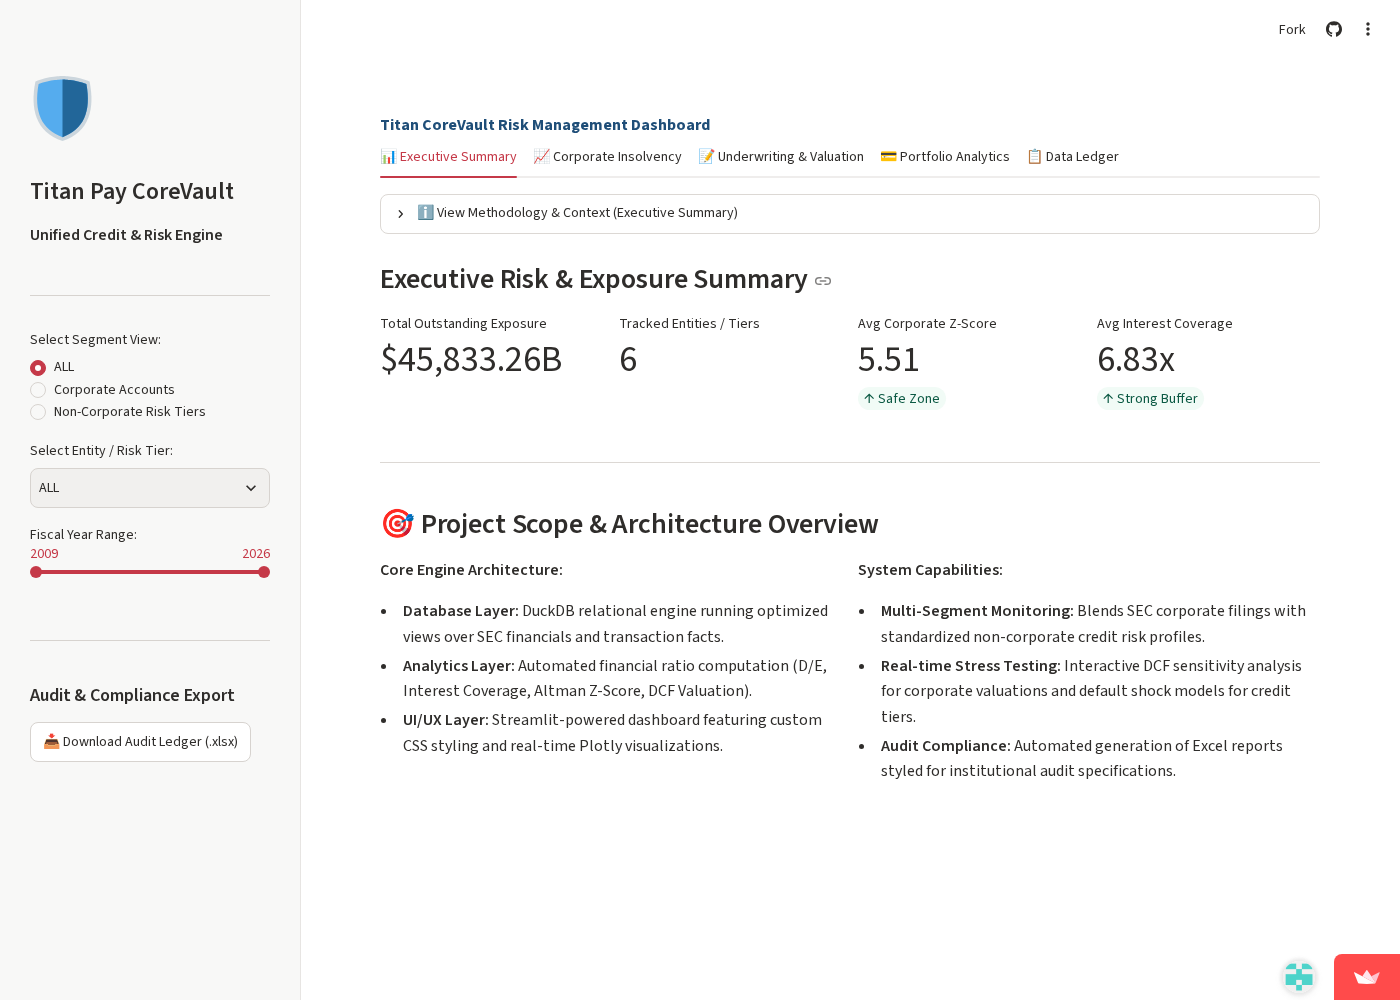 Fork
Titan Pay CoreVault
Unified Credit & Risk Engine
Select Segment View:
ALL
Corporate Accounts
Non-Corporate Risk Tiers
Select Entity / Risk Tier:
ALL
Fiscal Year Range:
2009 2026
Audit & Compliance Export
Download Audit Ledger (.xlsx)
Titan CoreVault Risk Management Dashboard
Executive Summary Corporate Insolvency Underwriting & Valuation Portfolio Analytics Data Ledger
View Methodology & Context (Executive Summary)
Executive Risk & Exposure Summary
Total Outstanding Exposure
$45,833.26B
Tracked Entities / Tiers
6
Avg Corporate Z-Score
5.51
↑ Safe Zone
Avg Interest Coverage
6.83x
↑ Strong Buffer
Project Scope & Architecture Overview
Core Engine Architecture:
• Database Layer: DuckDB relational engine running optimized
views over SEC financials and transaction facts.
• Analytics Layer: Automated financial ratio computation (D/E,
Interest Coverage, Altman Z-Score, DCF Valuation).
• UI/UX Layer: Streamlit-powered dashboard featuring custom
CSS styling and real-time Plotly visualizations.
System Capabilities:
• Multi-Segment Monitoring: Blends SEC corporate filings with
standardized non-corporate credit risk profiles.
• Real-time Stress Testing: Interactive DCF sensitivity analysis
for corporate valuations and default shock models for credit
tiers.
• Audit Compliance: Automated generation of Excel reports
styled for institutional audit specifications.